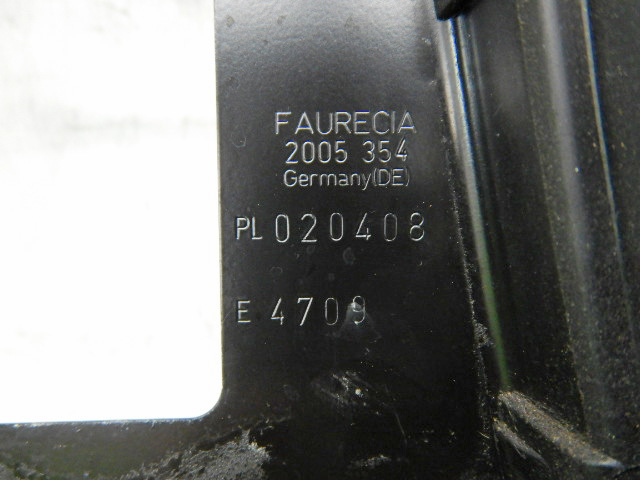 FAURECIA
2005 354
Germany(DE)
PL 020408
E 4709